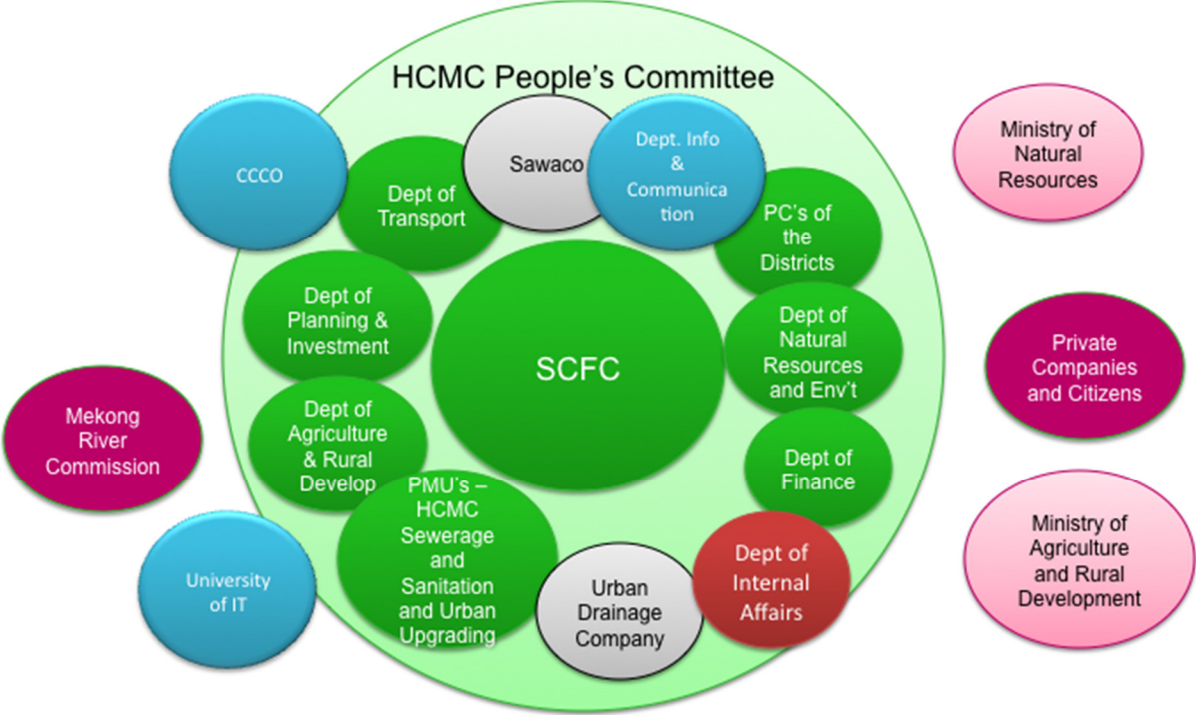 HCMC People's Committee
CCCO
Dept of
Transport
Sawaco
Dept. Info
&
Communica
tion
PC's of
the
Districts
Ministry of
Natural
Resources
Dept of
Planning &
Investment
SCFC
Dept of
Natural
Resources
and Env't
Private
Companies
and Citizens
Mekong
River
Commission
Dept of
Agriculture
& Rural
Develop
Dept of
Finance
PMU's –
HCMC
Sewerage
and
Sanitation
and Urban
Upgrading
University
of IT
Urban
Drainage
Company
Dept of
Internal
Affairs
Ministry of
Agriculture
and Rural
Development